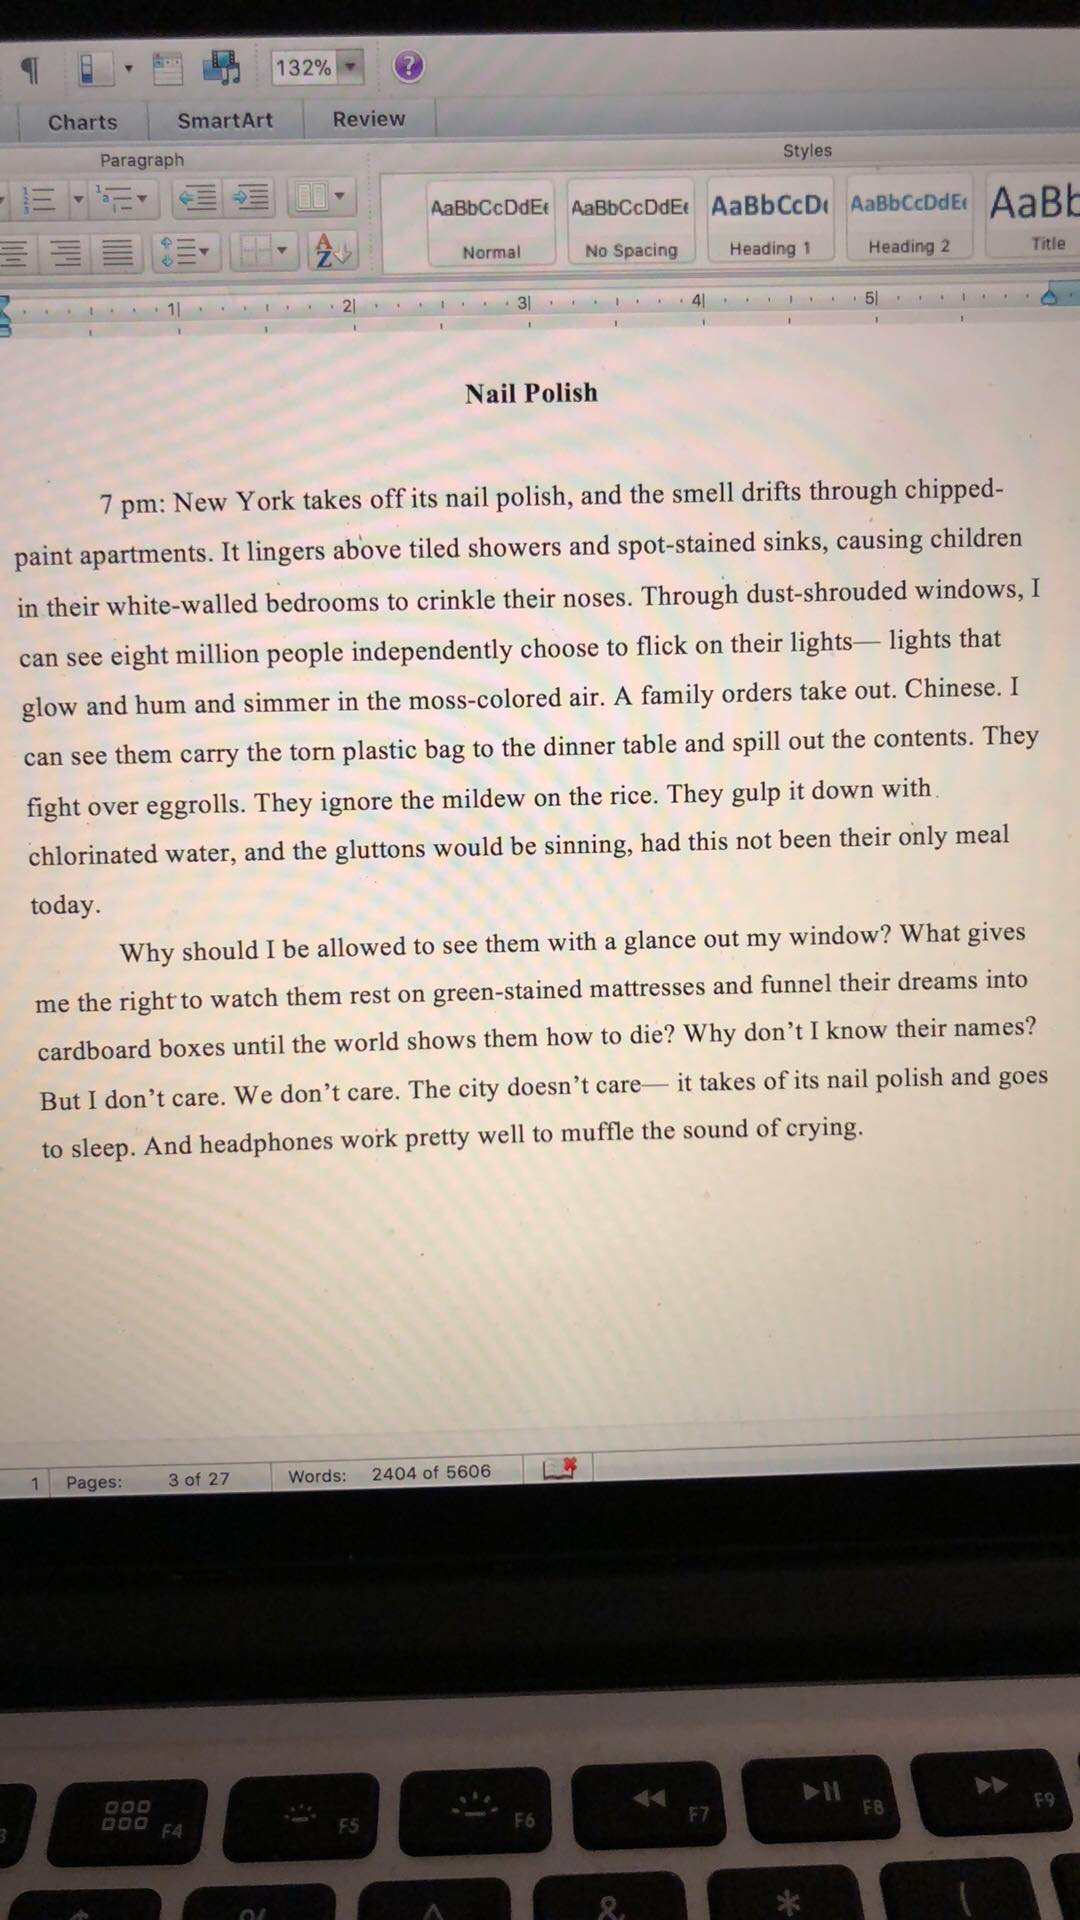 ¶ 132% ?
Charts SmartArt Review
Paragraph Styles
AaBbCcDdEe AaBbCcDdEe AaBbCcDc AaBbCcDdEe AaBb
Normal No Spacing Heading 1 Heading 2 Title
1 2 3 4 5
Nail Polish
7 pm: New York takes off its nail polish, and the smell drifts through chipped-
paint apartments. It lingers above tiled showers and spot-stained sinks, causing children
in their white-walled bedrooms to crinkle their noses. Through dust-shrouded windows, I
can see eight million people independently choose to flick on their lights— lights that
glow and hum and simmer in the moss-colored air. A family orders take out. Chinese. I
can see them carry the torn plastic bag to the dinner table and spill out the contents. They
fight over eggrolls. They ignore the mildew on the rice. They gulp it down with
chlorinated water, and the gluttons would be sinning, had this not been their only meal
today.
Why should I be allowed to see them with a glance out my window? What gives
me the right to watch them rest on green-stained mattresses and funnel their dreams into
cardboard boxes until the world shows them how to die? Why don’t I know their names?
But I don’t care. We don’t care. The city doesn’t care— it takes of its nail polish and goes
to sleep. And headphones work pretty well to muffle the sound of crying.
1 Pages: 3 of 27 Words: 2404 of 5606
F4 F5 F6 F7 F8 F9
& * (